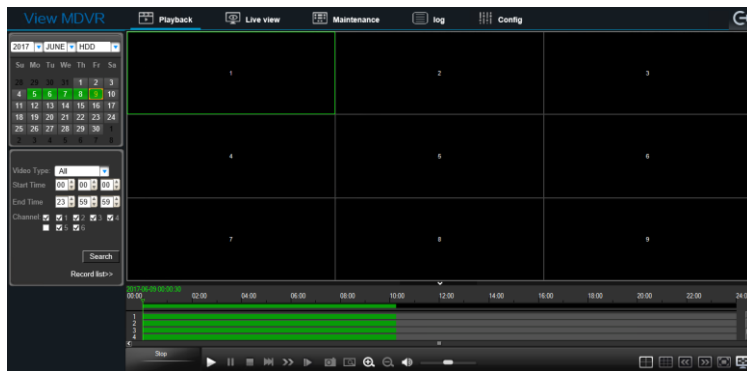 View MDVR Playback Live view Maintenance log Config
2017 JUNE HDD
Su Mo Tu We Th Fr Sa
28 29 30 31 1 2 3
4 5 6 7 8 9 10
11 12 13 14 15 16 17
18 19 20 21 22 23 24
25 26 27 28 29 30 1
2 3 4 5 6 7 8
Video Type: All
Start Time 00 00 00
End Time 23 59 59
Channel 1 2 3 4
5 6
Search
Record list>>
1 2 3
4 5 6
7 8 9
2017-06-09 00:00:30
00:00 02:00 04:00 06:00 08:00 10:00 12:00 14:00 16:00 18:00 20:00 22:00
1
2
3
4
Stop